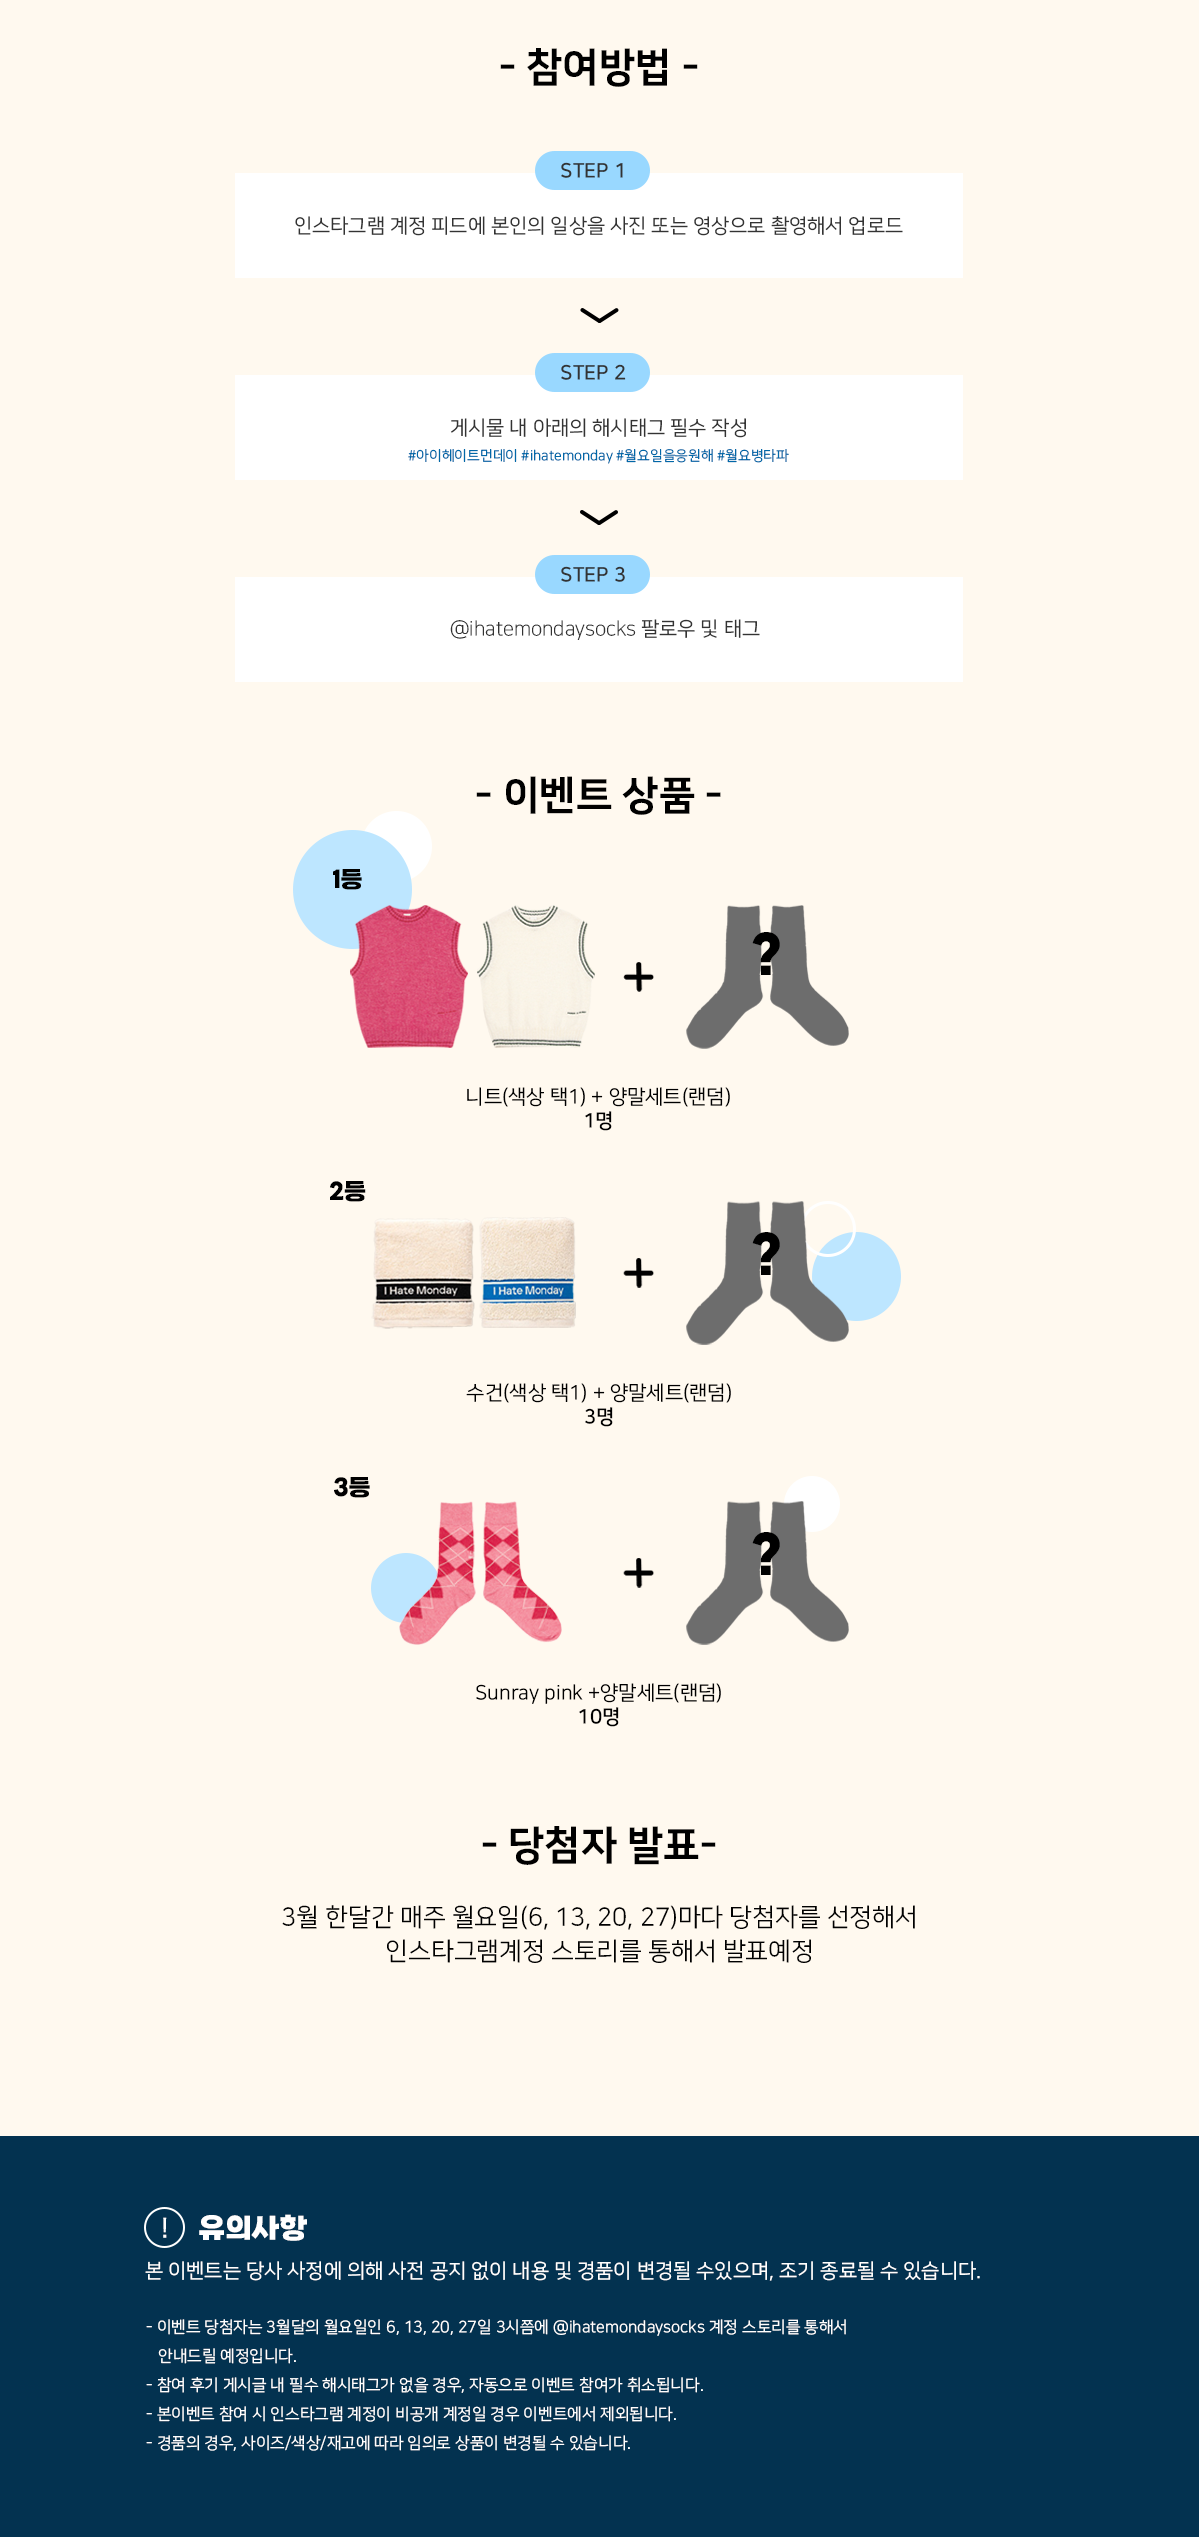 - 참여방법 -
STEP 1
인스타그램 계정 피드에 본인의 일상을 사진 또는 영상으로 촬영해서 업로드
STEP 2
게시물 내 아래의 해시태그 필수 작성
#아이헤이트먼데이 #ihatemonday #월요일을응원해 #월요병타파
STEP 3
@ihatemondaysocks 팔로우 및 태그
- 이벤트 상품 -
1등
+
?
니트(색상 택1) + 양말세트(랜덤)
1명
2등
I Hate Monday
I Hate Monday
+
?
수건(색상 택1) + 양말세트(랜덤)
3명
3등
+
?
Sunray pink +양말세트(랜덤)
10명
- 당첨자 발표-
3월 한달간 매주 월요일(6, 13, 20, 27)마다 당첨자를 선정해서
인스타그램계정 스토리를 통해서 발표예정
! 유의사항
본 이벤트는 당사 사정에 의해 사전 공지 없이 내용 및 경품이 변경될 수있으며, 조기 종료될 수 있습니다.
- 이벤트 당첨자는 3월달의 월요일인 6, 13, 20, 27일 3시쯤에 @ihatemondaysocks 계정 스토리를 통해서
안내드릴 예정입니다.
- 참여 후기 게시글 내 필수 해시태그가 없을 경우, 자동으로 이벤트 참여가 취소됩니다.
- 본이벤트 참여 시 인스타그램 계정이 비공개 계정일 경우 이벤트에서 제외됩니다.
- 경품의 경우, 사이즈/색상/재고에 따라 임의로 상품이 변경될 수 있습니다.